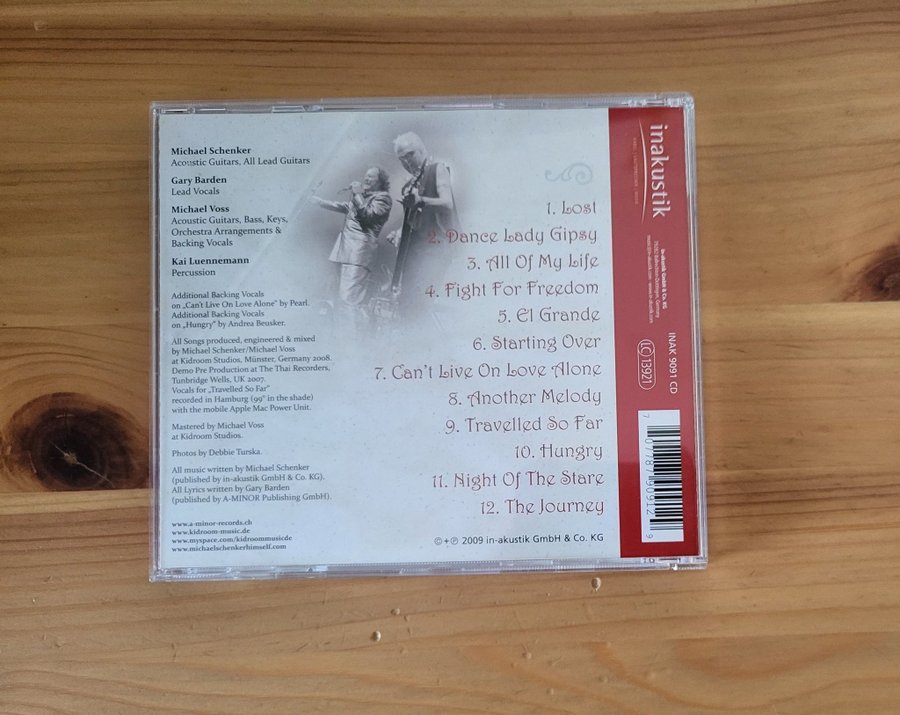 Michael Schenker
Acoustic Guitars, All Lead Guitars
Gary Barden
Lead Vocals
Michael Voss
Acoustic Guitars, Bass, Keys,
Orchestra Arrangements &
Backing Vocals
Kai Luennemann
Percussion
Additional Backing Vocals
on „Can't Live On Love Alone" by Pearl.
Additional Backing Vocals
on „Hungry" by Andrea Beusker.
All Songs produced, engineered & mixed
by Michael Schenker/Michael Voss
at Kidroom Studios, Münster, Germany 2008.
Demo Pre Production at The Thai Recorders,
Tunbridge Wells, UK 2007.
Vocals for „Travelled So Far"
recorded in Hamburg (99° in the shade)
with the mobile Apple Mac Power Unit.
Mastered by Michael Voss
at Kidroom Studios.
Photos by Debbie Turska.
All music written by Michael Schenker
(published by in-akustik GmbH & Co. KG).
All Lyrics written by Gary Barden
(published by A-MINOR Publishing GmbH).
www.a-minor-records.ch
www.kidroom-music.de
www.myspace.com/kidroommusicde
www.michaelschenkerhimself.com
1. Lost
2. Dance Lady Gipsy
3. All Of My Life
4. Fight For Freedom
5. El Grande
6. Starting Over
7. Can't Live On Love Alone
8. Another Melody
9. Travelled So Far
10. Hungry
11. Night Of The Stare
12. The Journey
©+℗ 2009 in-akustik GmbH & Co. KG
inakustik
in-akustik GmbH & Co. KG
INAK 9091 CD
LC 13921
7 07787 90912 9